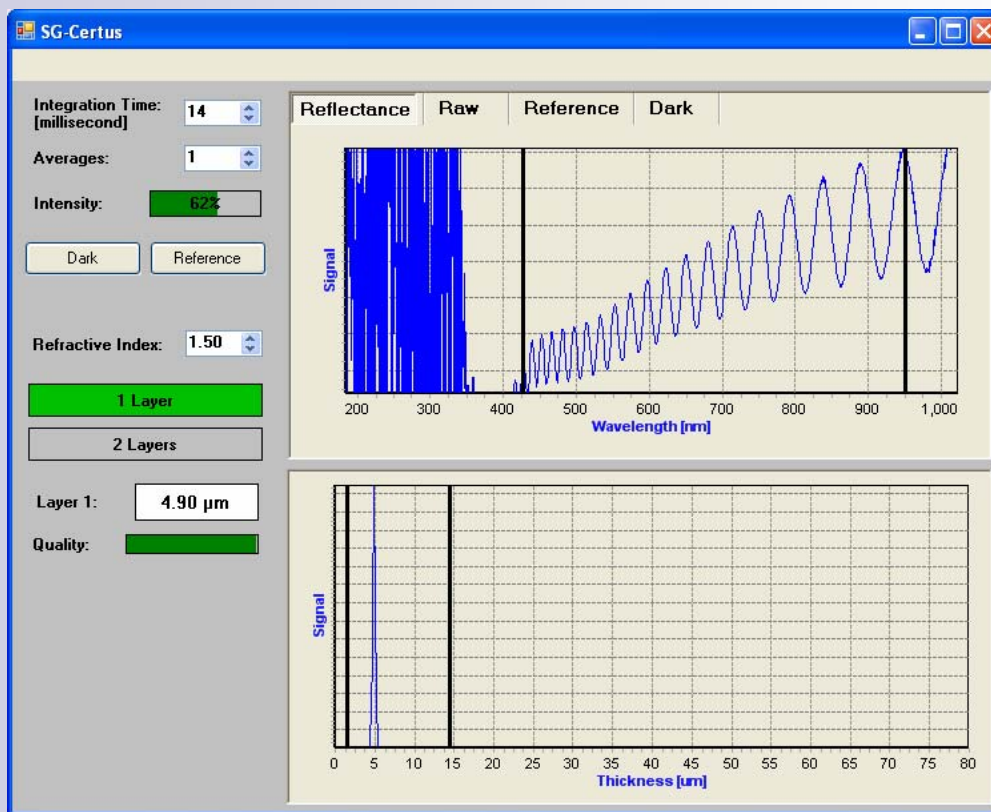 SG-Certus
Integration Time:
[millisecond]
14
Averages:
1
Intensity:
62%
Dark
Reference
Refractive Index:
1.50
1 Layer
2 Layers
Layer 1:
4.90 µm
Quality:
Reflectance
Raw
Reference
Dark
Signal
200
300
400
500
600
700
800
900
1,000
Wavelength [nm]
Signal
0
5
10
15
20
25
30
35
40
45
50
55
60
65
70
75
80
Thickness [um]